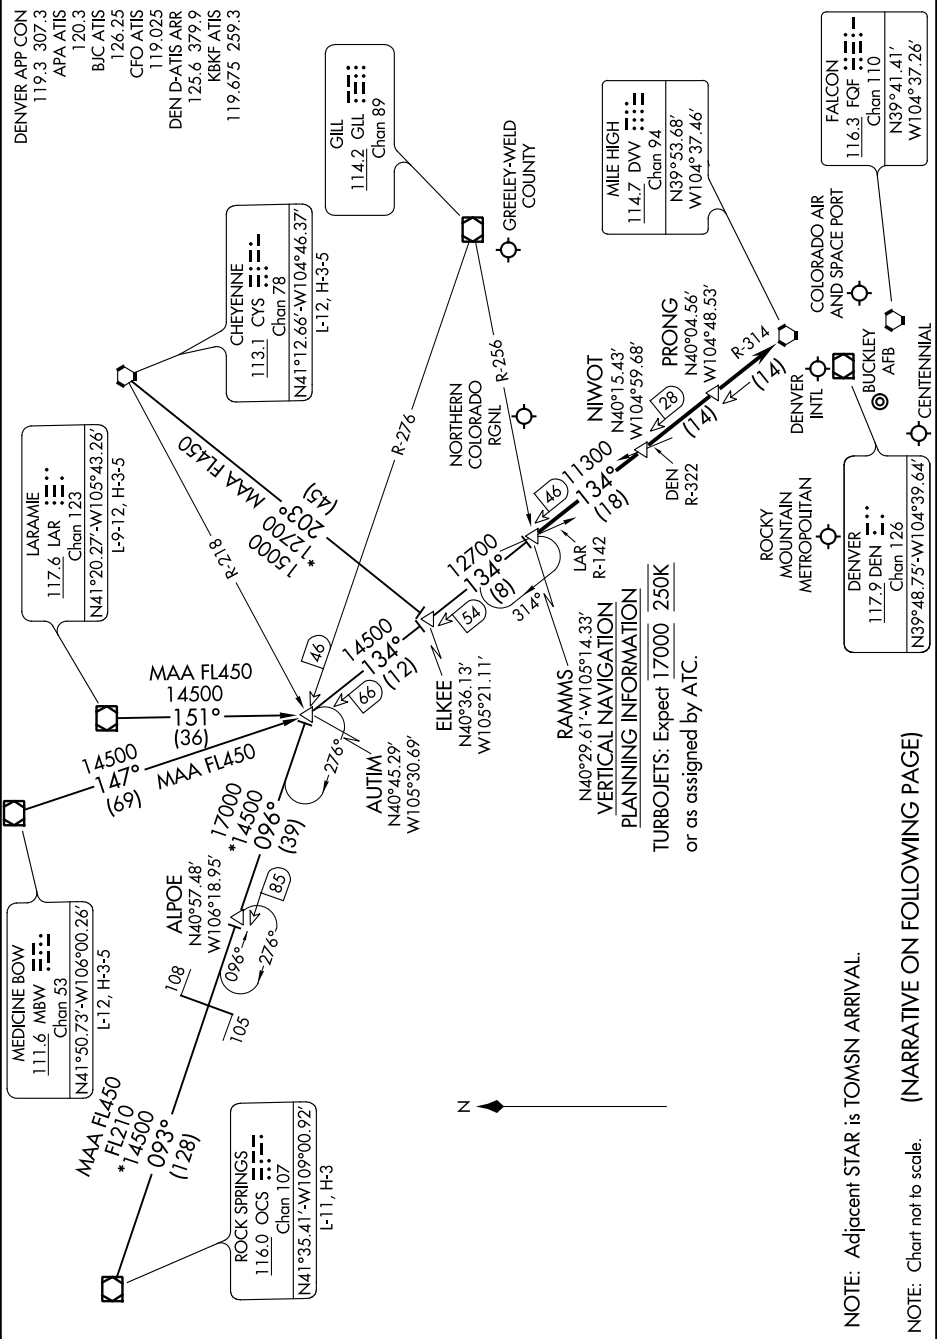 DENVER APP CON
119.3 307.3
APA ATIS
120.3
BJC ATIS
126.25
CFO ATIS
119.025
DEN D-ATIS ARR
125.6 379.9
KBKF ATIS
119.675 259.3
ROCK SPRINGS
116.0 OCS
Chan 107
N41°35.41'-W109°00.92'
L-11, H-3
MAA FL450
FL210
*14500
093°
(128)
108
105
MEDICINE BOW
111.6 MBW
Chan 53
N41°50.73'-W106°00.26'
L-12, H-3-5
14500
147°
(69)
MAA FL450
LARAMIE
117.6 LAR
Chan 123
N41°20.27'-W105°43.26'
L-9-12, H-3-5
MAA FL450
14500
151°
(36)
CHEYENNE
113.1 CYS
Chan 78
N41°12.66'-W104°46.37'
L-12, H-3-5
MAA FL450
15000
*12700
203°
(45)
R-218
GILL
114.2 GLL
Chan 89
R-276
R-256
GREELEY-WELD
COUNTY
ALPOE
N40°57.48'
W106°18.95'
096°
276°
85
17000
*14500
096°
(39)
AUTIM
N40°45.29'
W105°30.69'
276°
46
66
14500
134°
(12)
ELKEE
N40°36.13'
W105°21.11'
54
12700
134°
(8)
RAMMS
N40°29.61'-W105°14.33'
314°
46
LAR
R-142
NORTHERN
COLORADO
RGNL
11300
134°
(18)
NIWOT
N40°15.43'
W104°59.68'
28
DEN
R-322
(14)
PRONG
N40°04.56'
W104°48.53'
R-314
(14)
MILE HIGH
114.7 DVV
Chan 94
N39°53.68'
W104°37.46'
FALCON
116.3 FQF
Chan 110
N39°41.41'
W104°37.26'
COLORADO AIR
AND SPACE PORT
DENVER
INTL
BUCKLEY
AFB
CENTENNIAL
ROCKY
MOUNTAIN
METROPOLITAN
DENVER
117.9 DEN
Chan 126
N39°48.75'-W104°39.64'
VERTICAL NAVIGATION
PLANNING INFORMATION
TURBOJETS: Expect 17000 250K
or as assigned by ATC.
N
NOTE: Adjacent STAR is TOMSN ARRIVAL.
NOTE: Chart not to scale.
(NARRATIVE ON FOLLOWING PAGE)